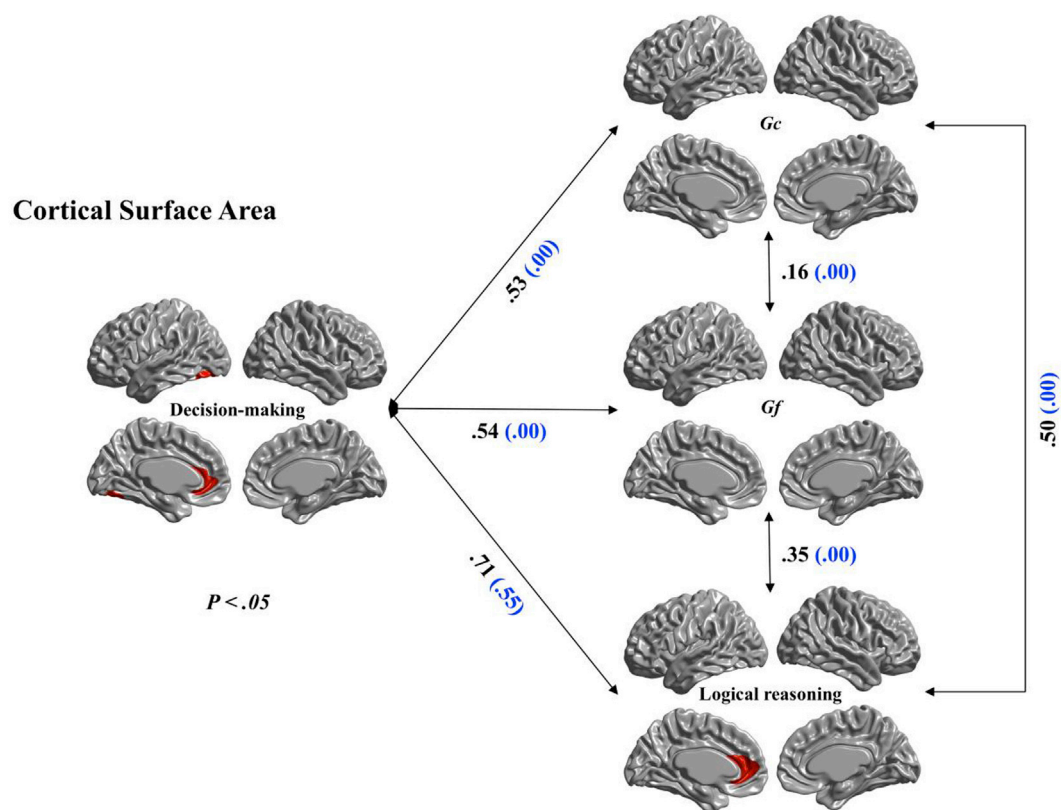 Gc
Cortical Surface Area
.53 (.00)
.16 (.00)
Decision-making
Gf
.54 (.00)
.50 (.00)
.71 (.55)
.35 (.00)
P < .05
Logical reasoning